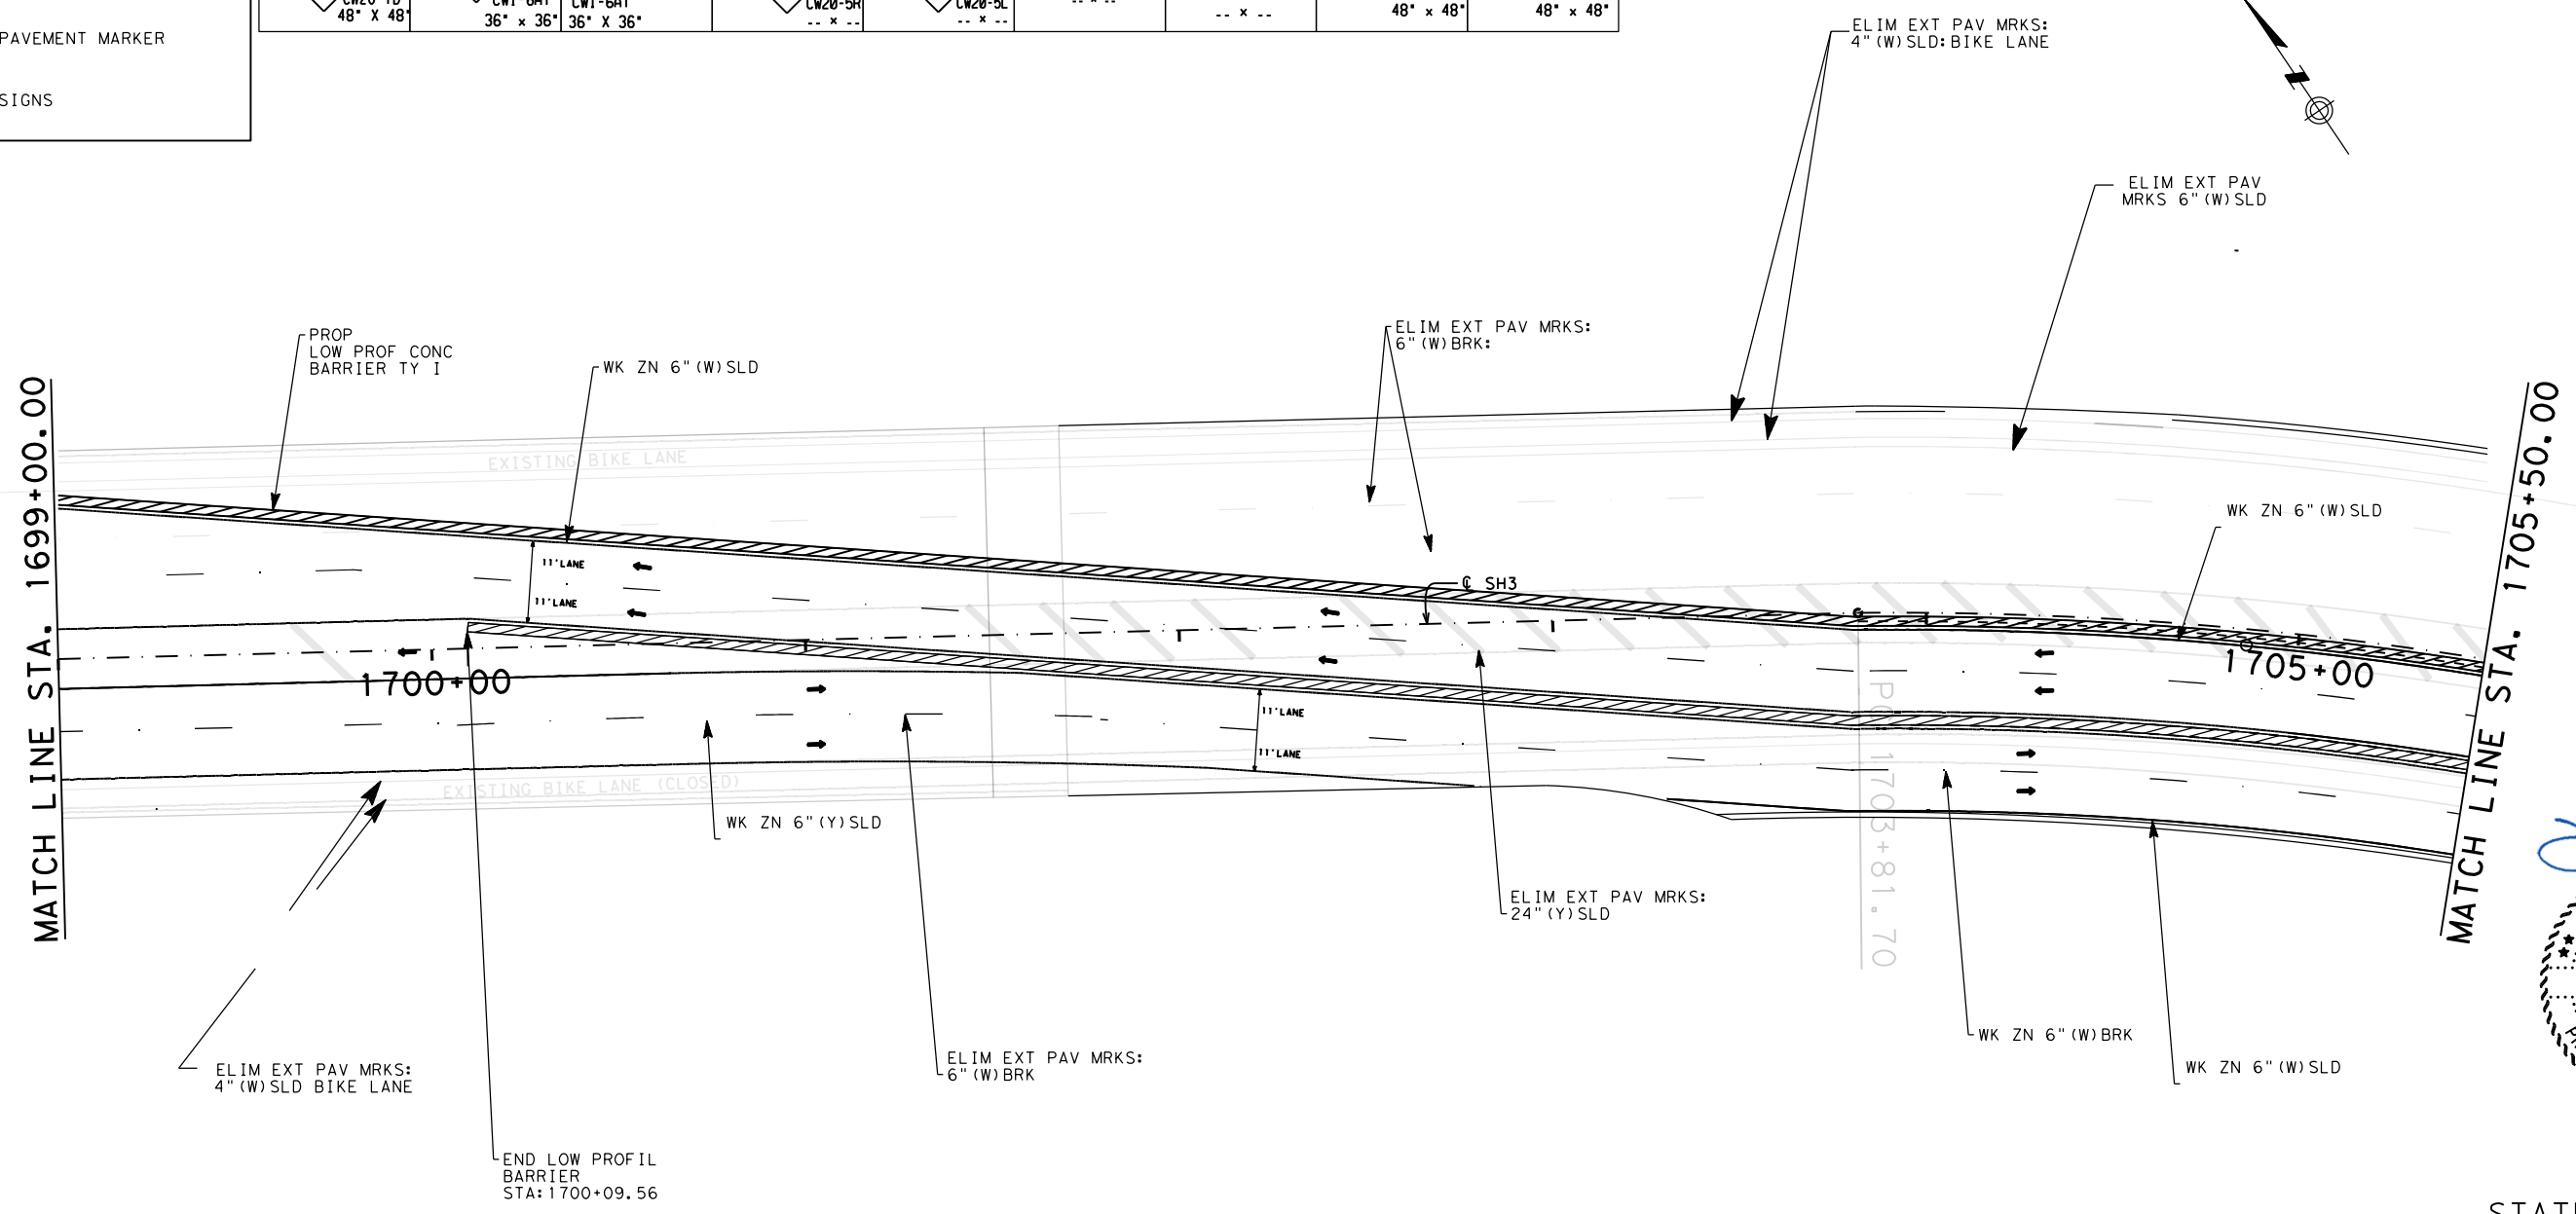 PAVEMENT MARKER
SIGNS
48" X 48"
CW1-6AT
36" x 36"
CW1-6AT
36" X 36"
CW20-5R
-- x --
CW20-5L
-- x --
-- x --
-- x --
48" x 48"
48" x 48"
ELIM EXT PAV MRKS:
4"(W)SLD:BIKE LANE
ELIM EXT PAV
MRKS 6"(W)SLD
PROP
LOW PROF CONC
BARRIER TY I
WK ZN 6"(W)SLD
ELIM EXT PAV MRKS:
6"(W)BRK:
WK ZN 6"(W)SLD
MATCH LINE STA. 1699+00.00
MATCH LINE STA. 1705+50.00
EXISTING BIKE LANE
11'LANE
11'LANE
℄ SH3
1700+00
1705+00
11'LANE
11'LANE
EXISTING BIKE LANE (CLOSED)
WK ZN 6"(Y)SLD
1703+81.70
ELIM EXT PAV MRKS:
24"(Y)SLD
WK ZN 6"(W)BRK
WK ZN 6"(W)SLD
ELIM EXT PAV MRKS:
4"(W)SLD BIKE LANE
ELIM EXT PAV MRKS:
6"(W)BRK
END LOW PROFIL
BARRIER
STA:1700+09.56